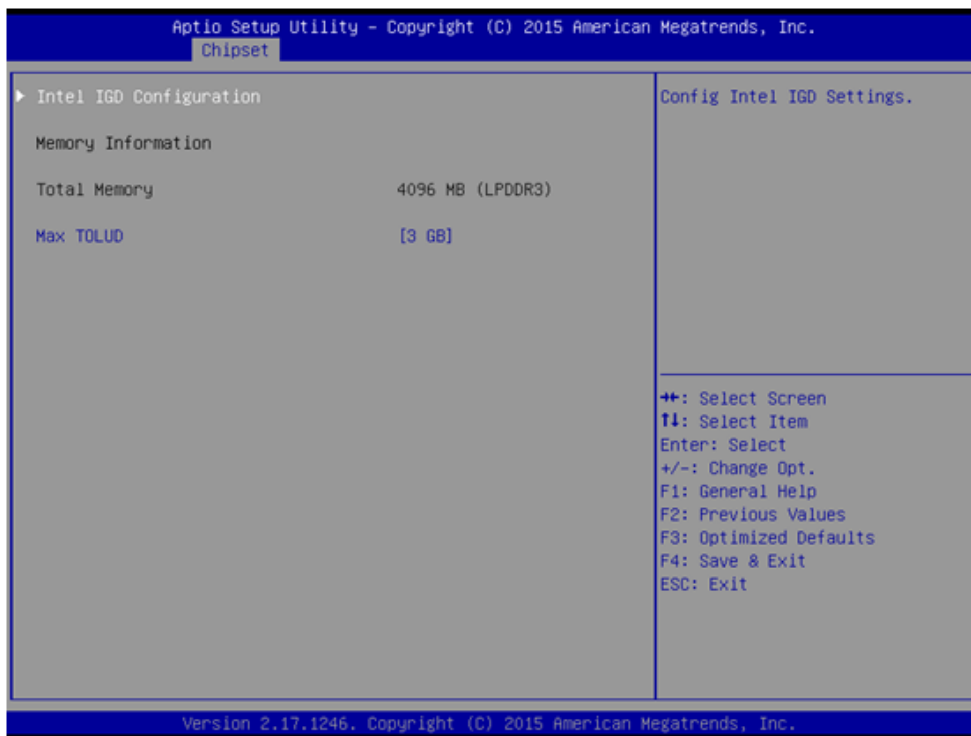 Aptio Setup Utility – Copyright (C) 2015 American Megatrends, Inc.
Chipset
Intel IGD Configuration
Memory Information
Total Memory 4096 MB (LPDDR3)
Max TOLUD [3 GB]
Config Intel IGD Settings.
→←: Select Screen
↑↓: Select Item
Enter: Select
+/-: Change Opt.
F1: General Help
F2: Previous Values
F3: Optimized Defaults
F4: Save & Exit
ESC: Exit
Version 2.17.1246. Copyright (C) 2015 American Megatrends, Inc.